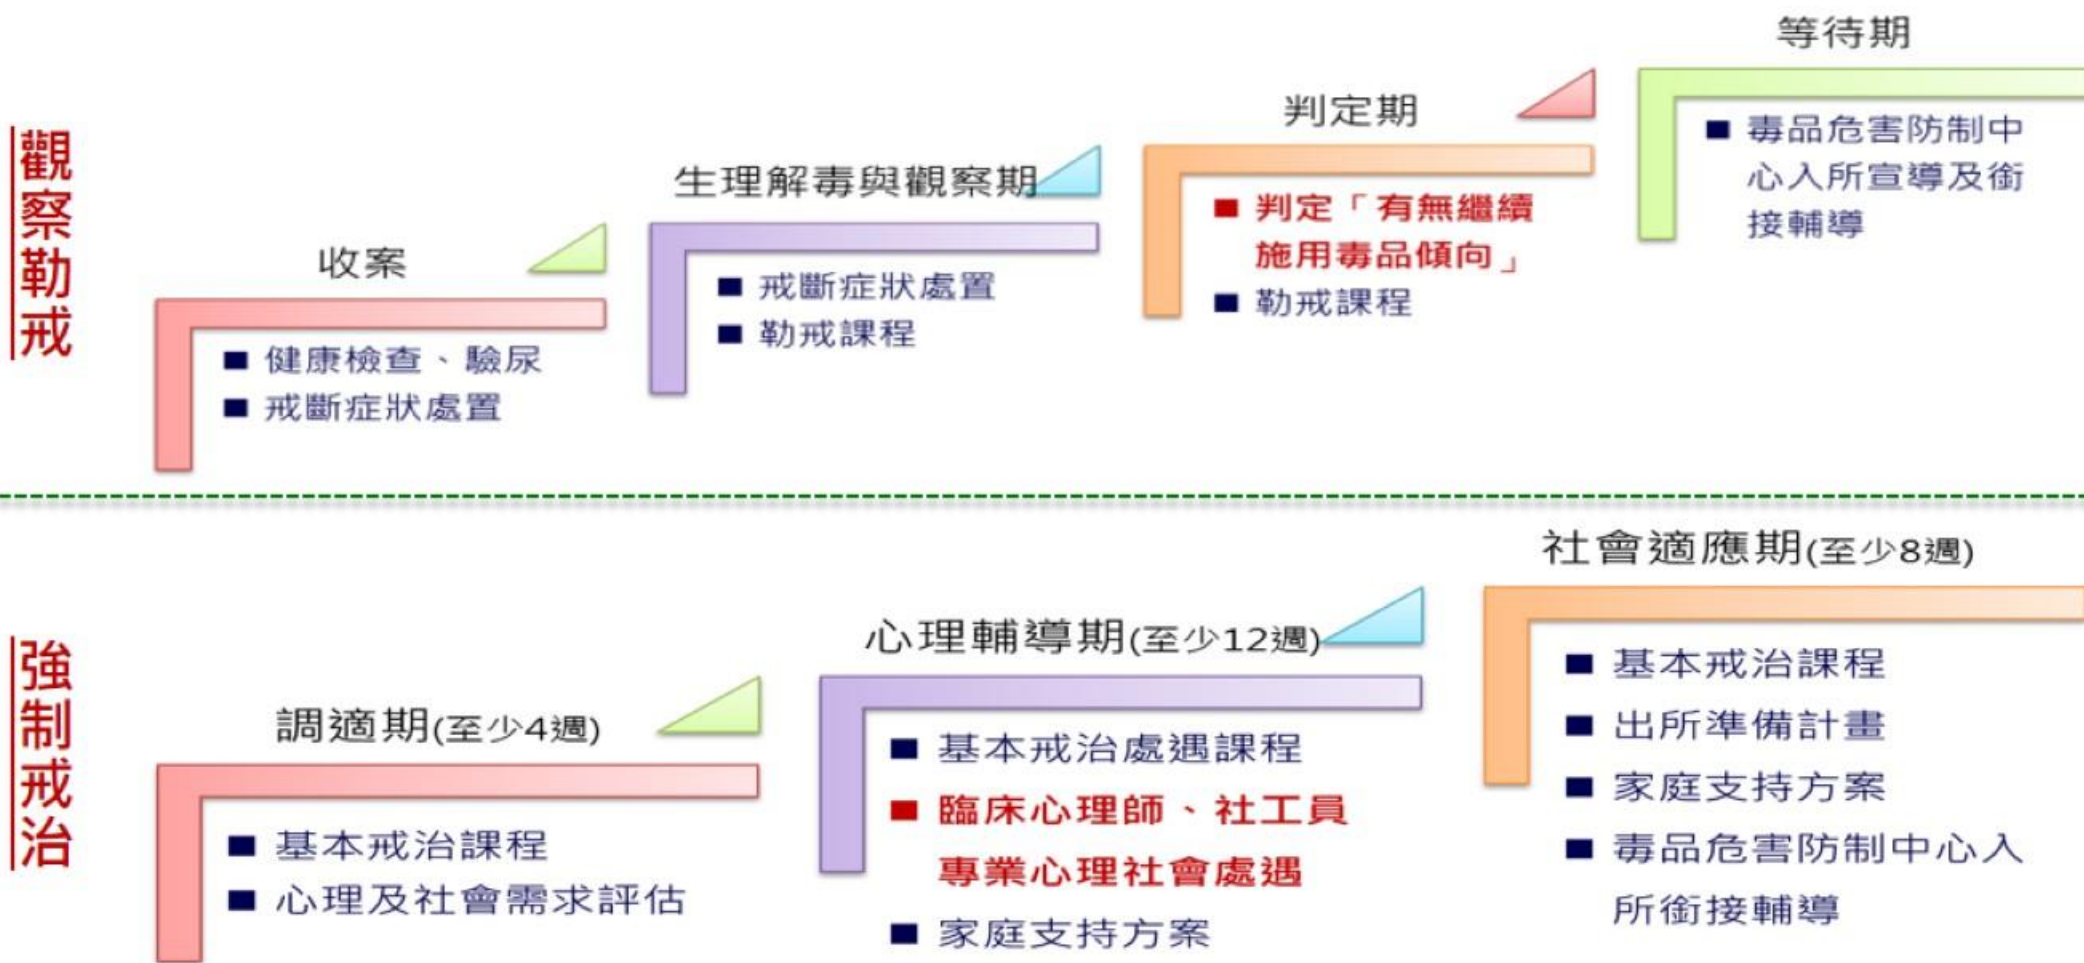 觀察勒戒
收案
■ 健康檢查、驗尿
■ 戒斷症狀處置
生理解毒與觀察期
■ 戒斷症狀處置
■ 勒戒課程
判定期
■ 判定「有無繼續
施用毒品傾向」
■ 勒戒課程
等待期
■ 毒品危害防制中
心入所宣導及銜
接輔導
強制戒治
調適期(至少4週)
■ 基本戒治課程
■ 心理及社會需求評估
心理輔導期(至少12週)
■ 基本戒治處遇課程
■ 臨床心理師、社工員
專業心理社會處遇
■ 家庭支持方案
社會適應期(至少8週)
■ 基本戒治課程
■ 出所準備計畫
■ 家庭支持方案
■ 毒品危害防制中心入
所銜接輔導